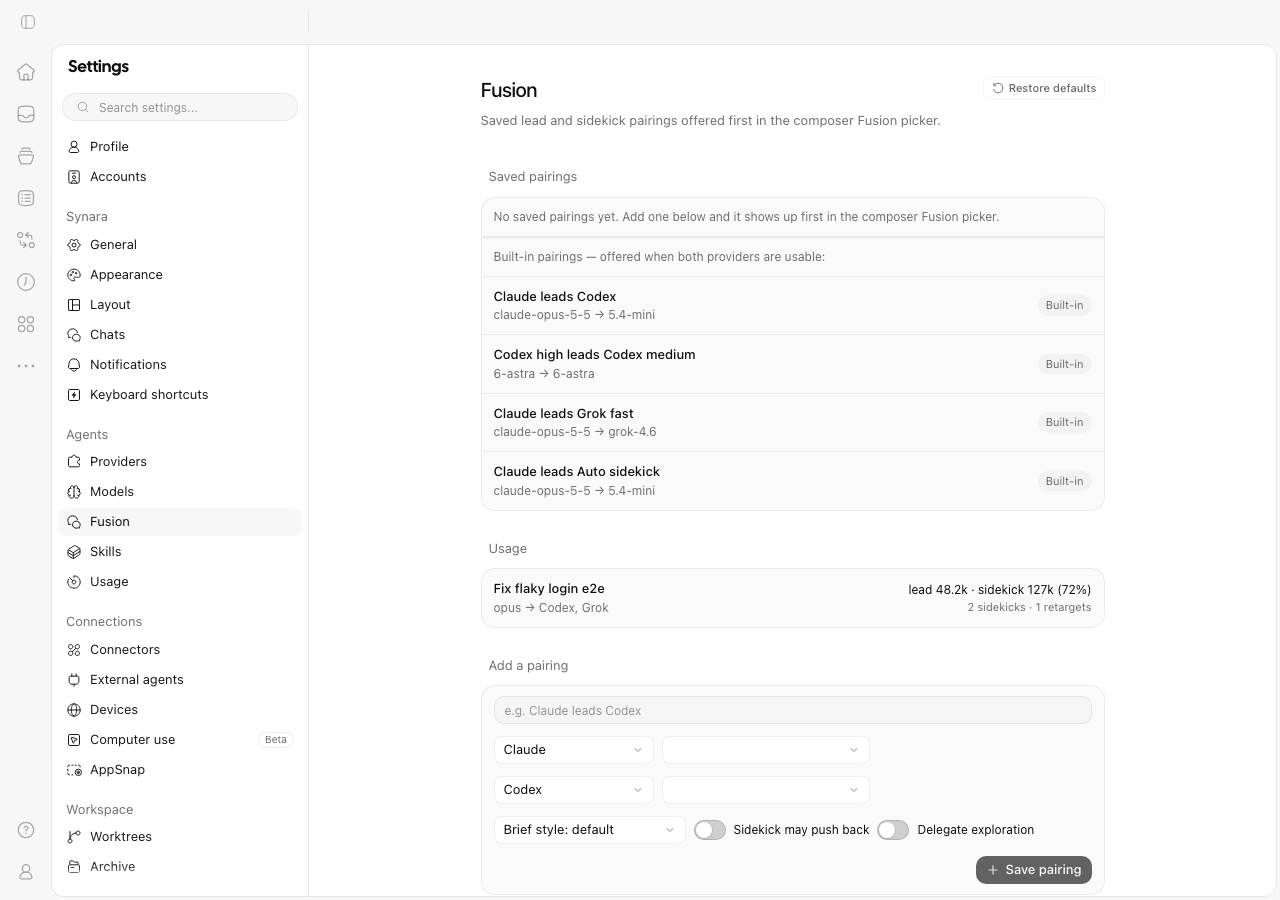 Settings
Search settings...
Profile
Accounts
Synara
General
Appearance
Layout
Chats
Notifications
Keyboard shortcuts
Agents
Providers
Models
Fusion
Skills
Usage
Connections
Connectors
External agents
Devices
Computer use
Beta
AppSnap
Workspace
Worktrees
Archive
Fusion
Restore defaults
Saved lead and sidekick pairings offered first in the composer Fusion picker.
Saved pairings
No saved pairings yet. Add one below and it shows up first in the composer Fusion picker.
Built-in pairings — offered when both providers are usable:
Claude leads Codex
claude-opus-5-5 → 5.4-mini
Built-in
Codex high leads Codex medium
6-astra → 6-astra
Built-in
Claude leads Grok fast
claude-opus-5-5 → grok-4.6
Built-in
Claude leads Auto sidekick
claude-opus-5-5 → 5.4-mini
Built-in
Usage
Fix flaky login e2e
lead 48.2k · sidekick 127k (72%)
opus → Codex, Grok
2 sidekicks · 1 retargets
Add a pairing
e.g. Claude leads Codex
Claude
Codex
Brief style: default
Sidekick may push back
Delegate exploration
Save pairing